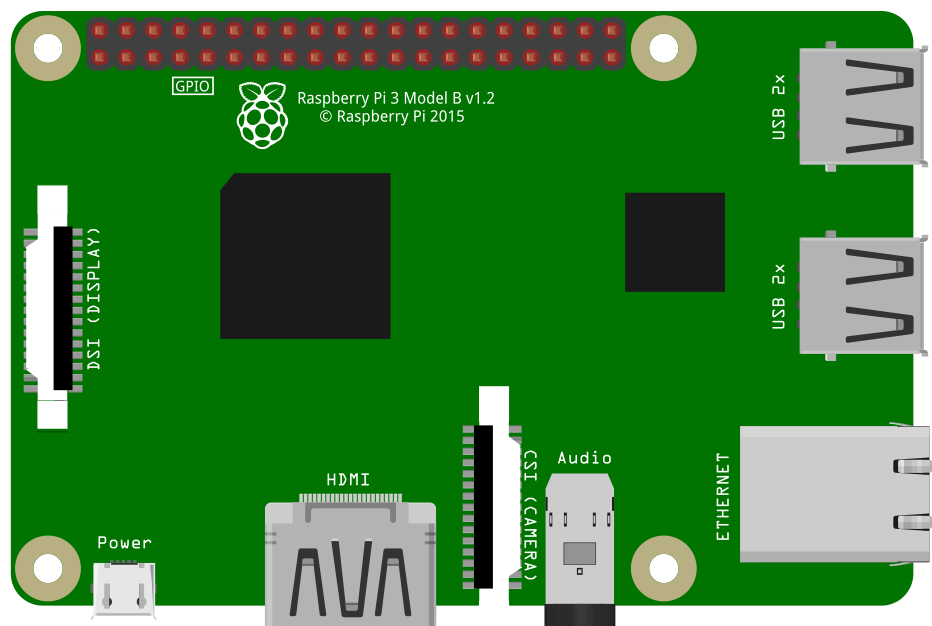 GPIO
Raspberry Pi 3 Model B v1.2
© Raspberry Pi 2015
USB 2x
DSI (DISPLAY)
USB 2x
HDMI
CSI (CAMERA)
Audio
ETHERNET
Power